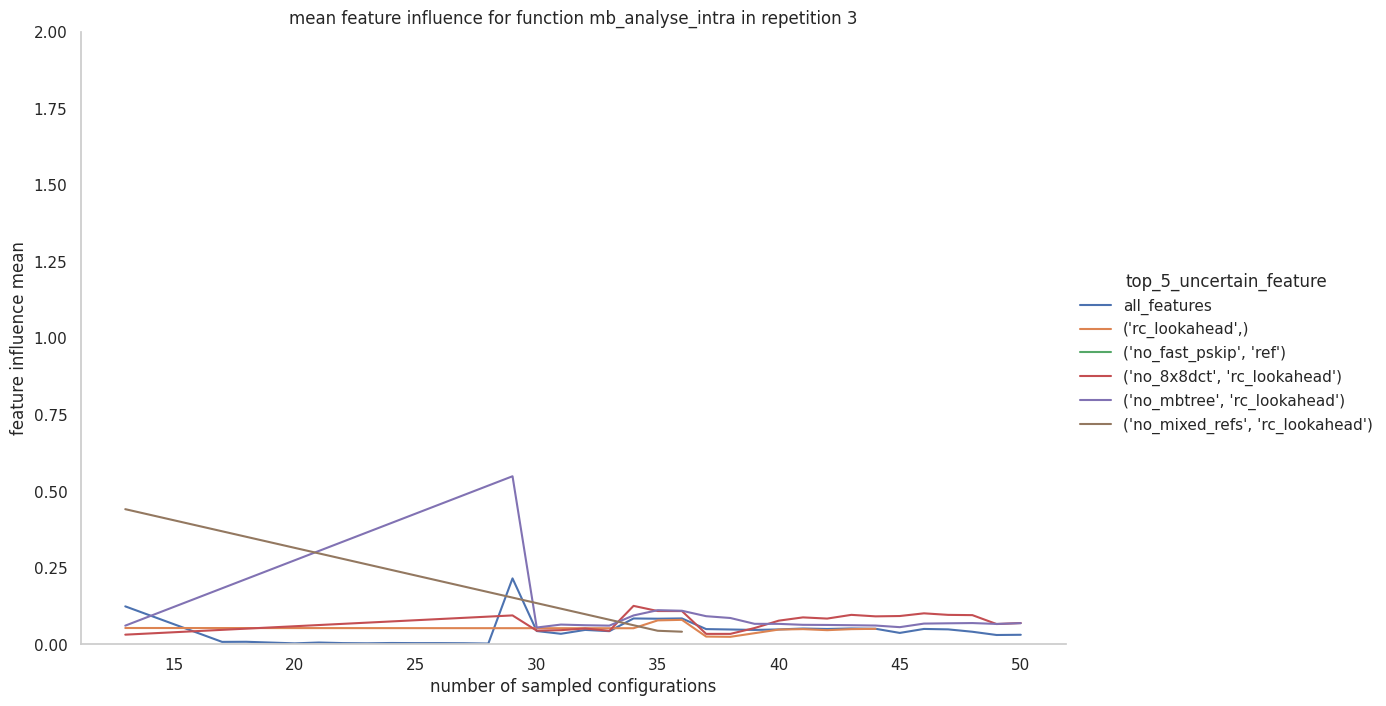 mean feature influence for function mb_analyse_intra in repetition 3
2.00
1.75
1.50
1.25
1.00
0.75
0.50
0.25
0.00
feature influence mean
15 20 25 30 35 40 45 50
number of sampled configurations
top_5_uncertain_feature
all_features
('rc_lookahead',)
('no_fast_pskip', 'ref')
('no_8x8dct', 'rc_lookahead')
('no_mbtree', 'rc_lookahead')
('no_mixed_refs', 'rc_lookahead')